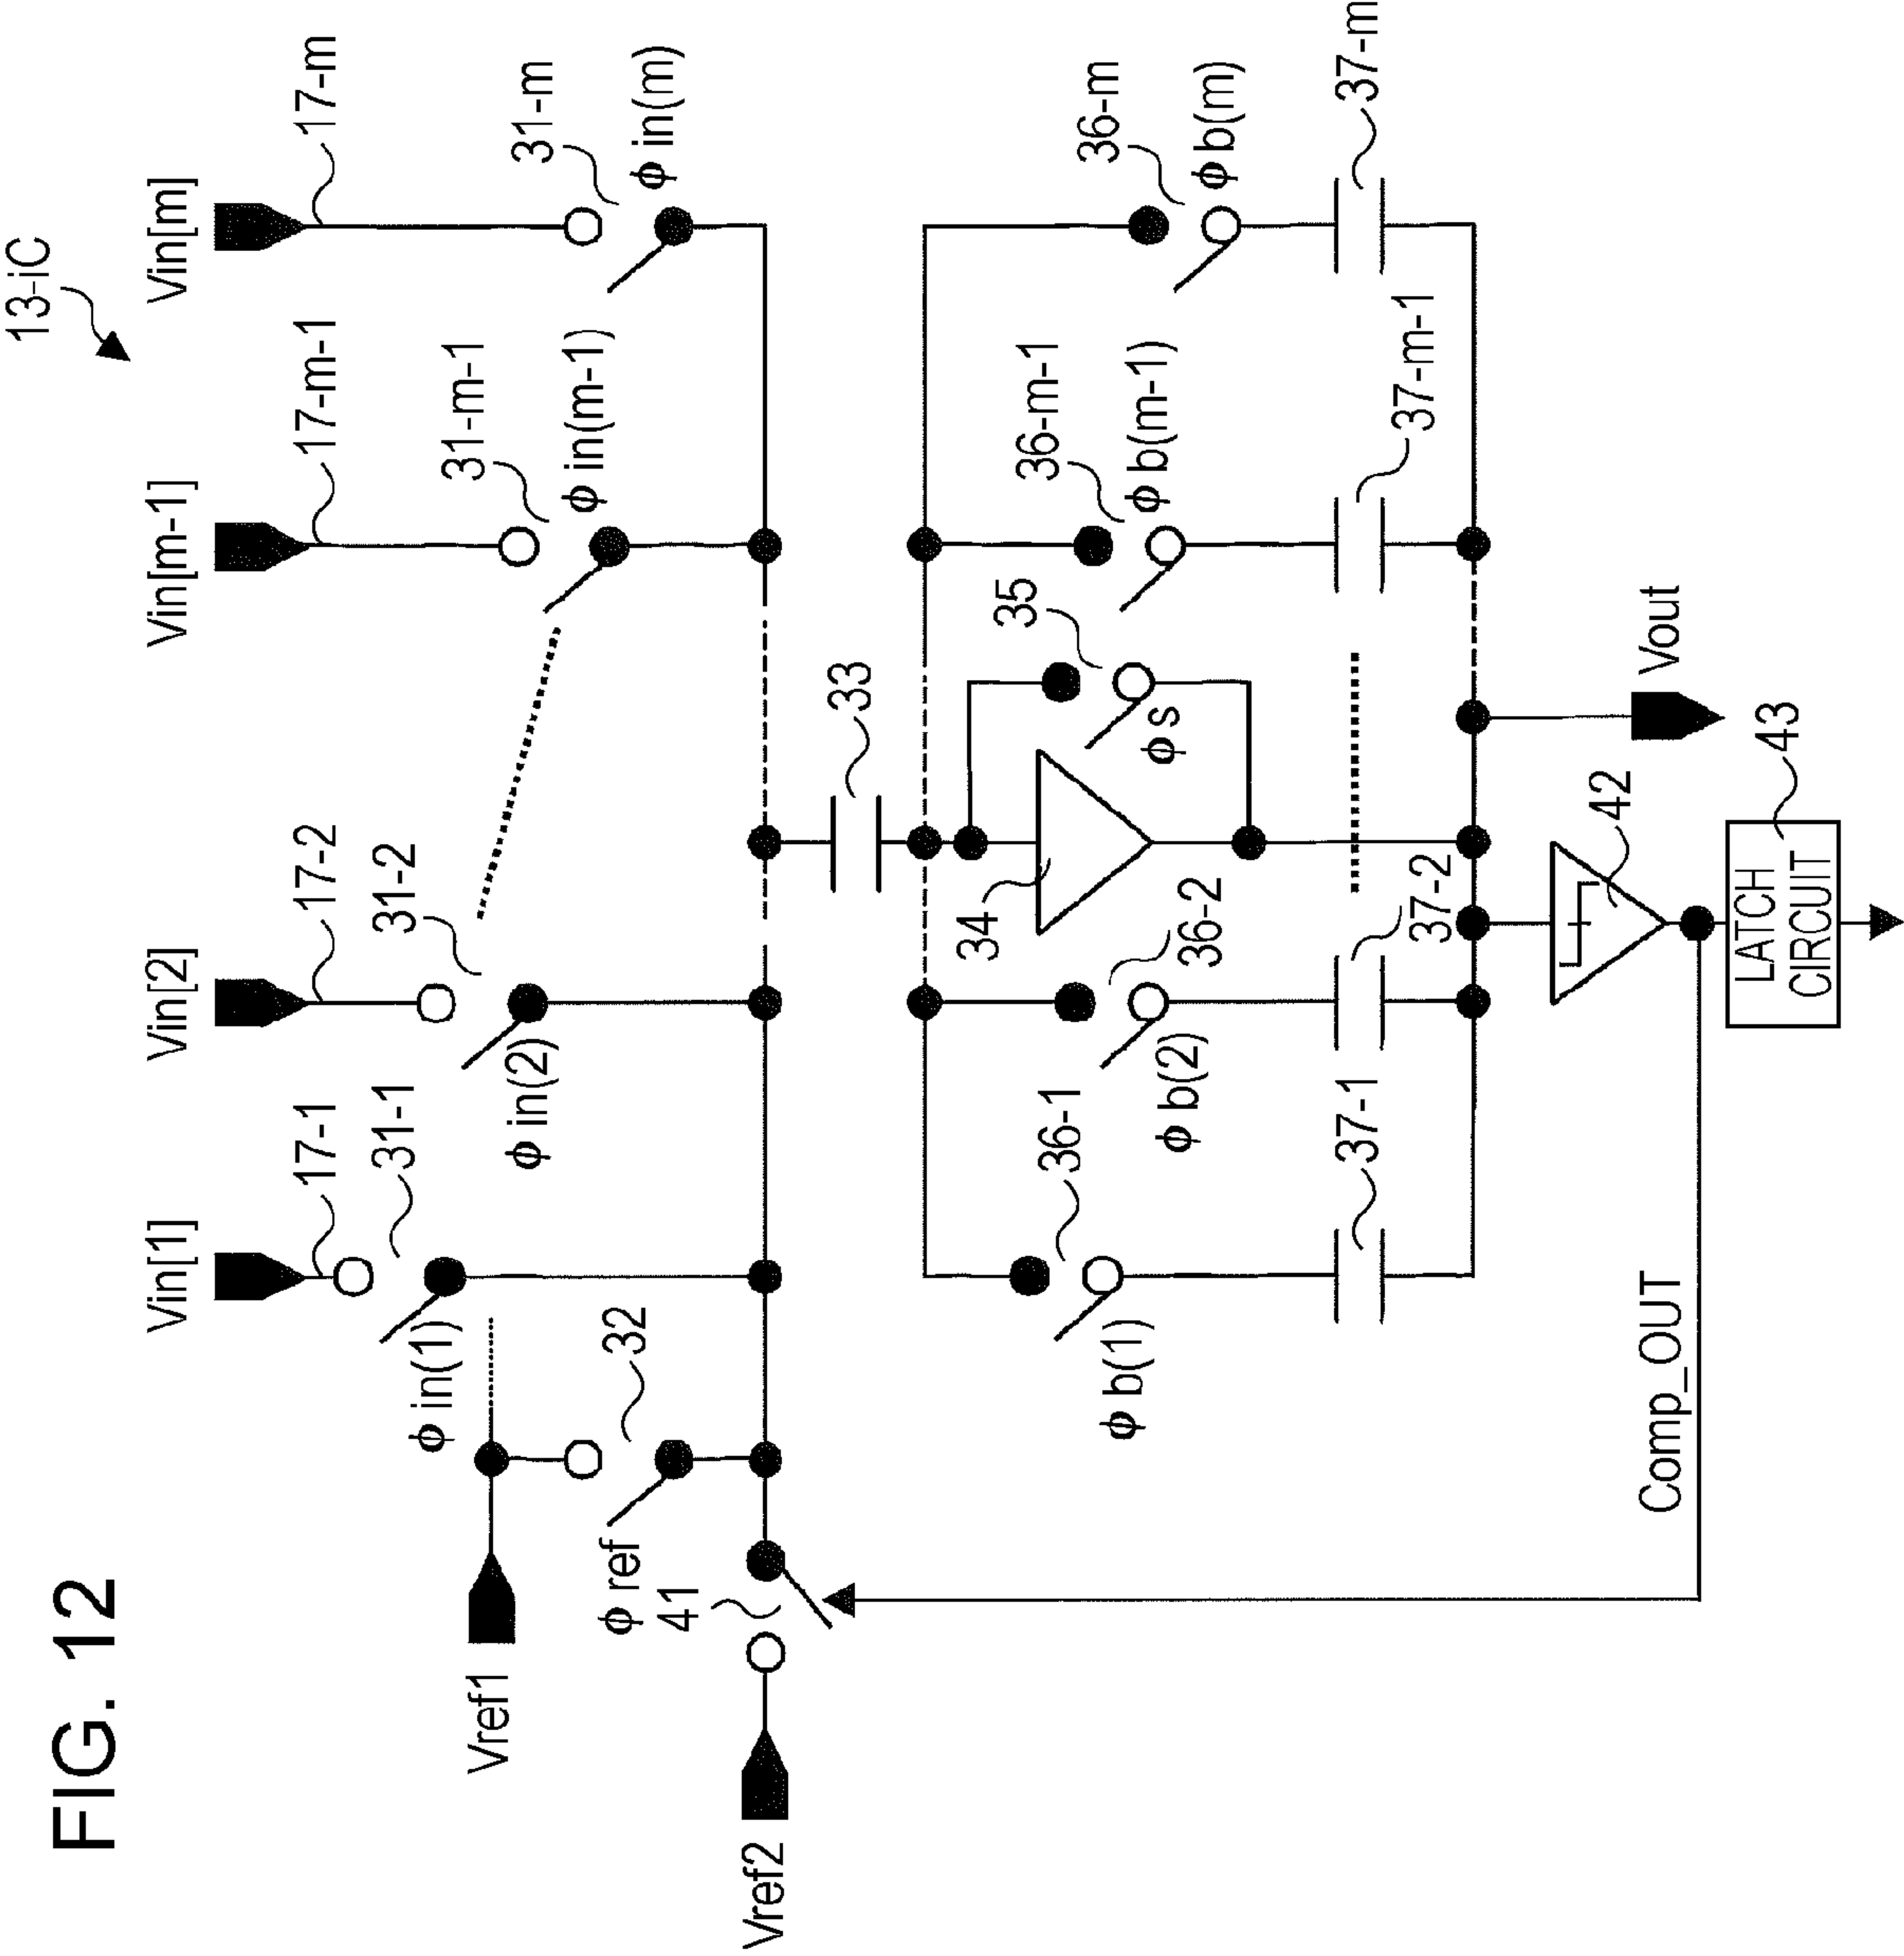 FIG. 12
13-iC
Vin[1]
Vin[2]
Vin[m-1]
Vin[m]
17-1
17-2
17-m-1
17-m
31-1
31-2
31-m-1
31-m
ϕ in(1)
ϕ in(2)
ϕ in(m-1)
ϕ in(m)
Vref1
32
ϕ ref
41
Vref2
33
34
35
ϕ s
36-1
36-2
36-m-1
36-m
ϕ b(1)
ϕ b(2)
ϕ b(m-1)
ϕ b(m)
37-1
37-2
37-m-1
37-m
Comp_OUT
Vout
42
43
LATCH
CIRCUIT